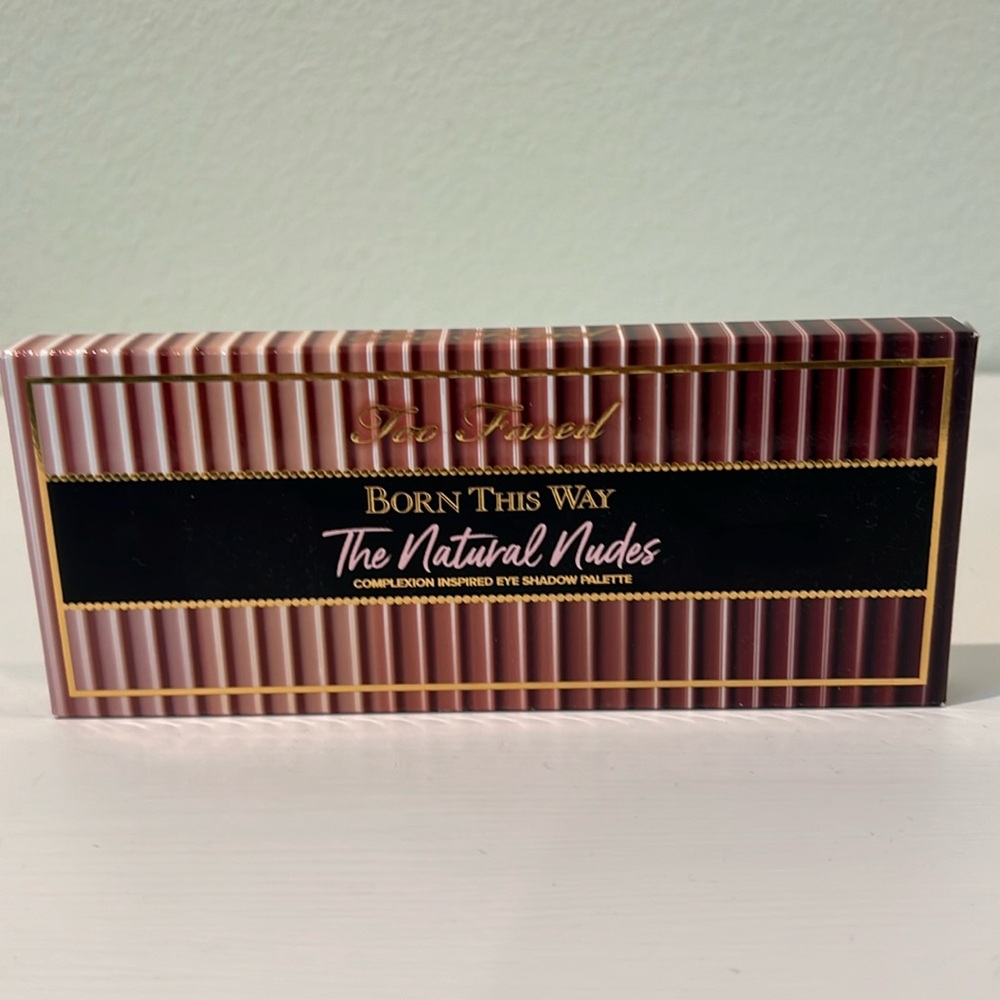 Too Faced
BORN THIS WAY
The Natural Nudes
COMPLEXION INSPIRED EYE SHADOW PALETTE